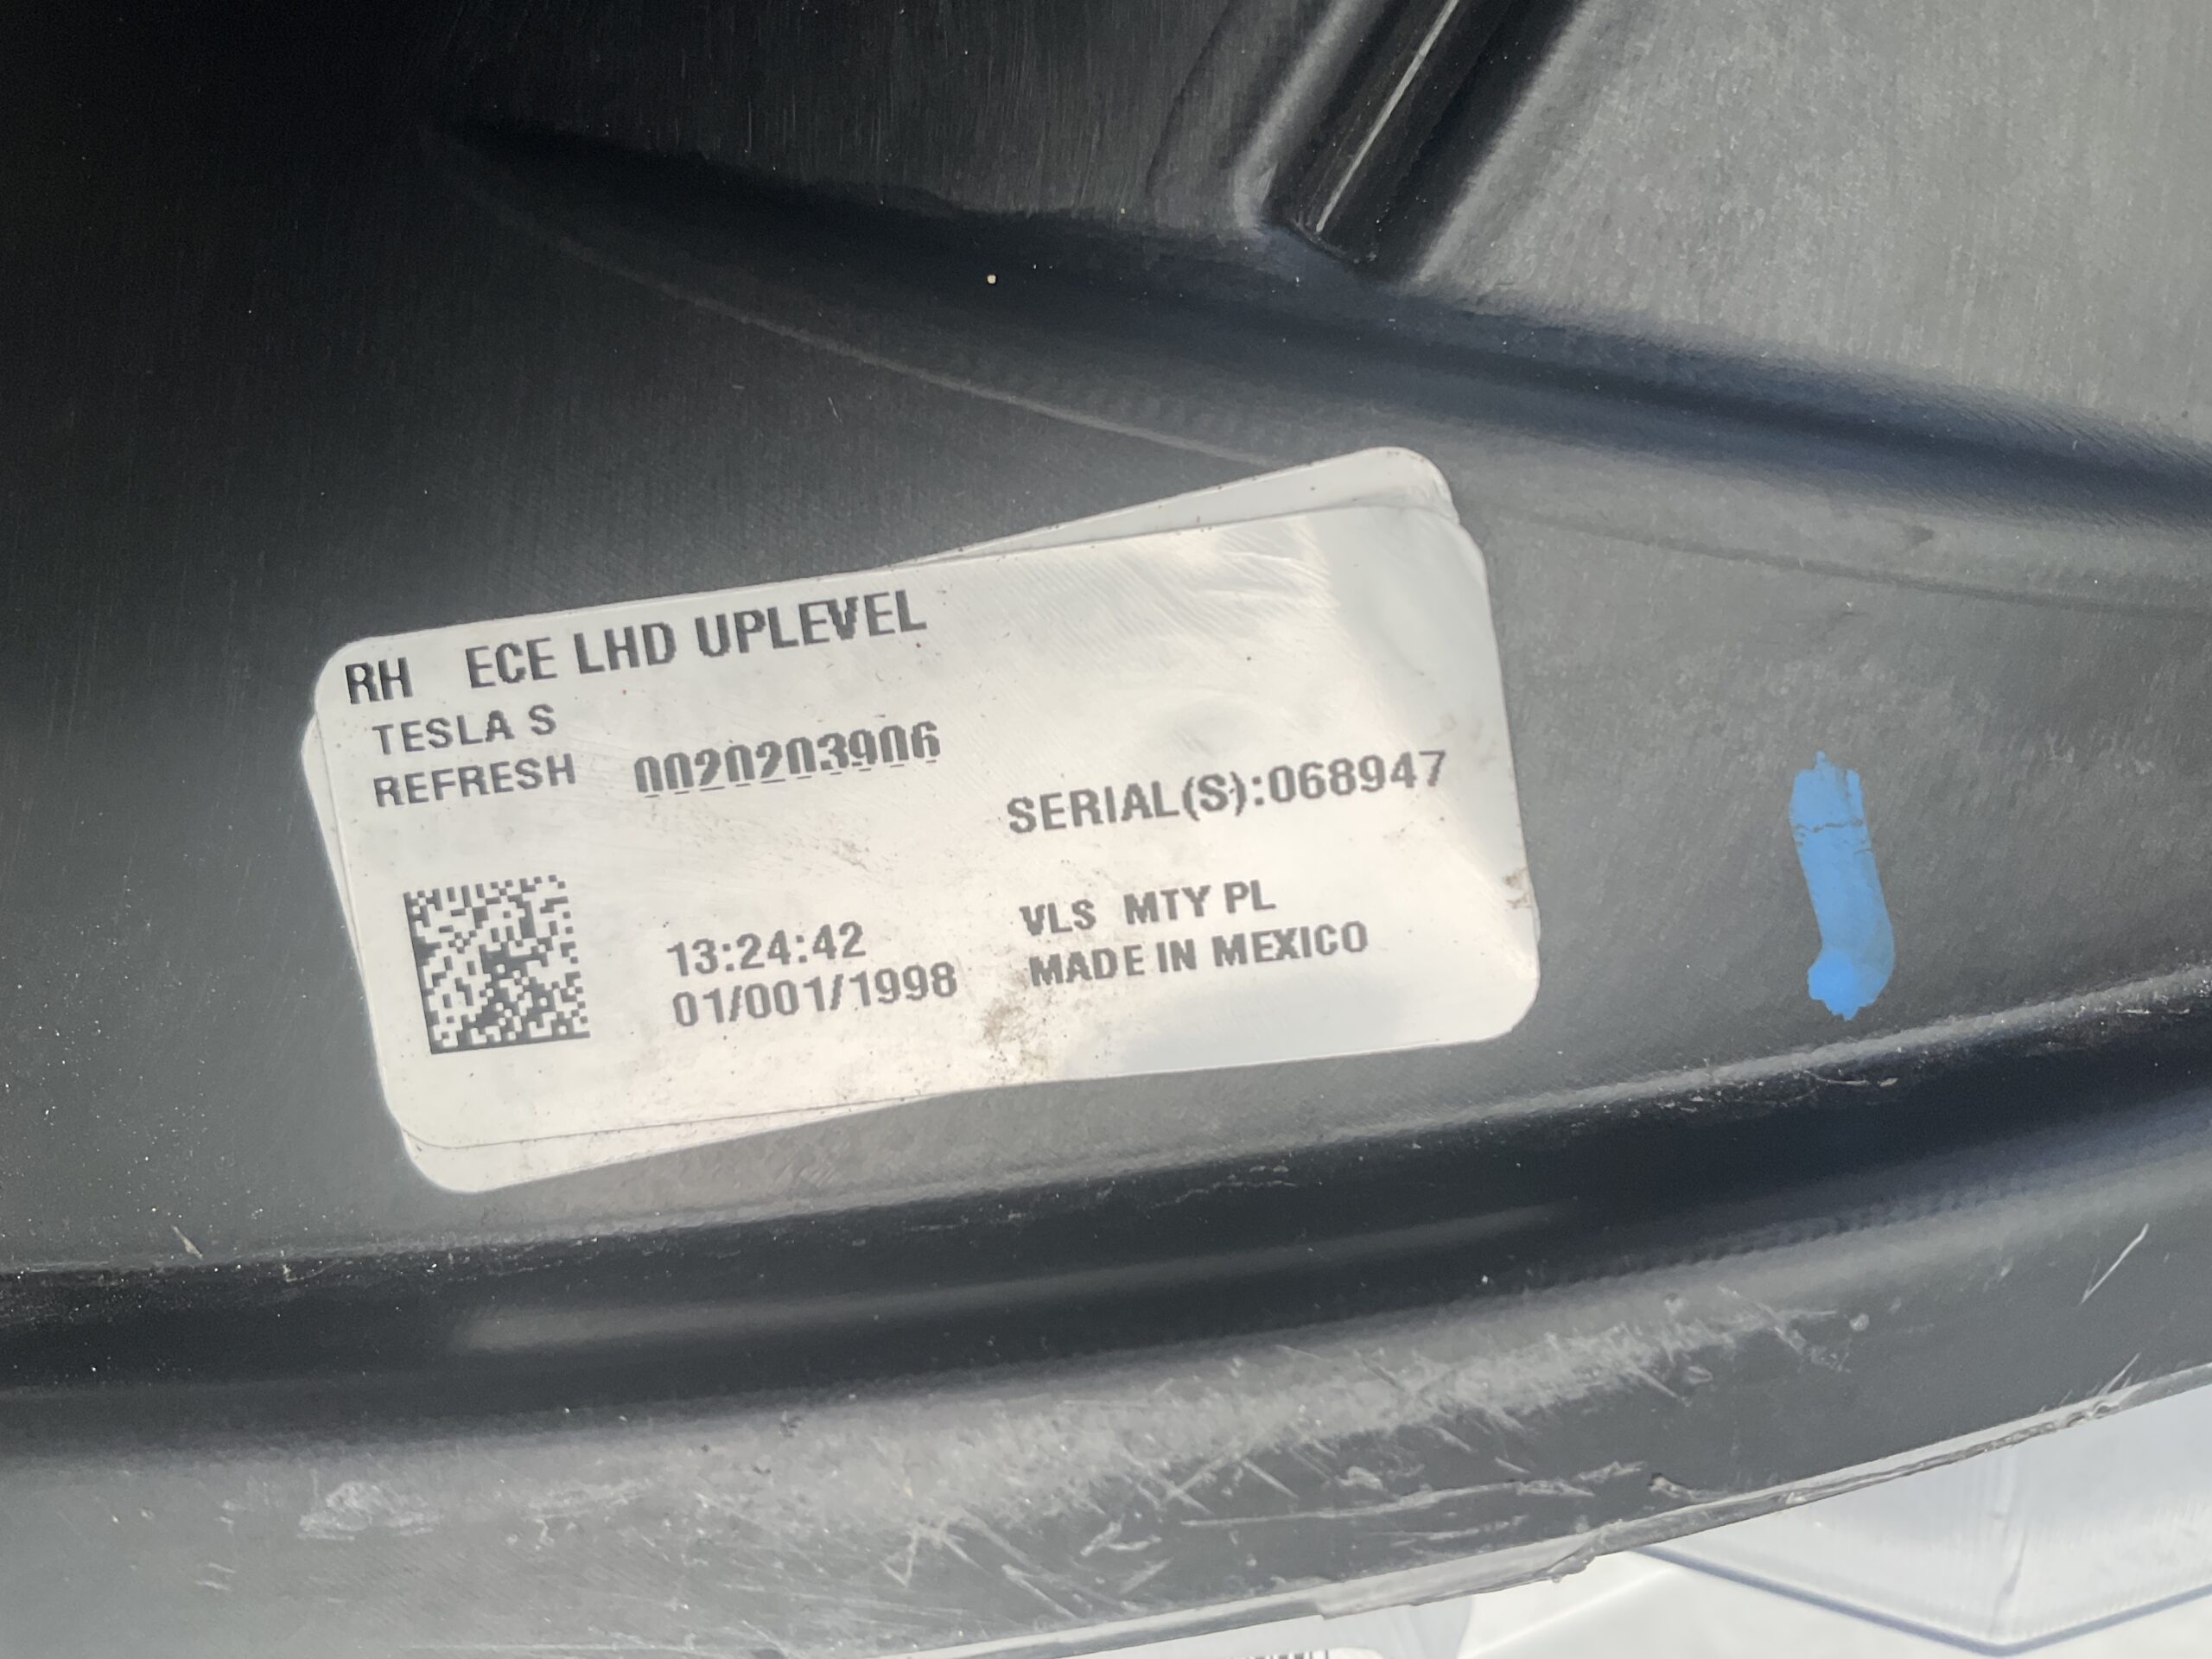 RH ECE LHD UPLEVEL
TESLA S
REFRESH 0020203906
SERIAL(S):068947
13:24:42
01/001/1998
VLS MTY PL
MADE IN MEXICO